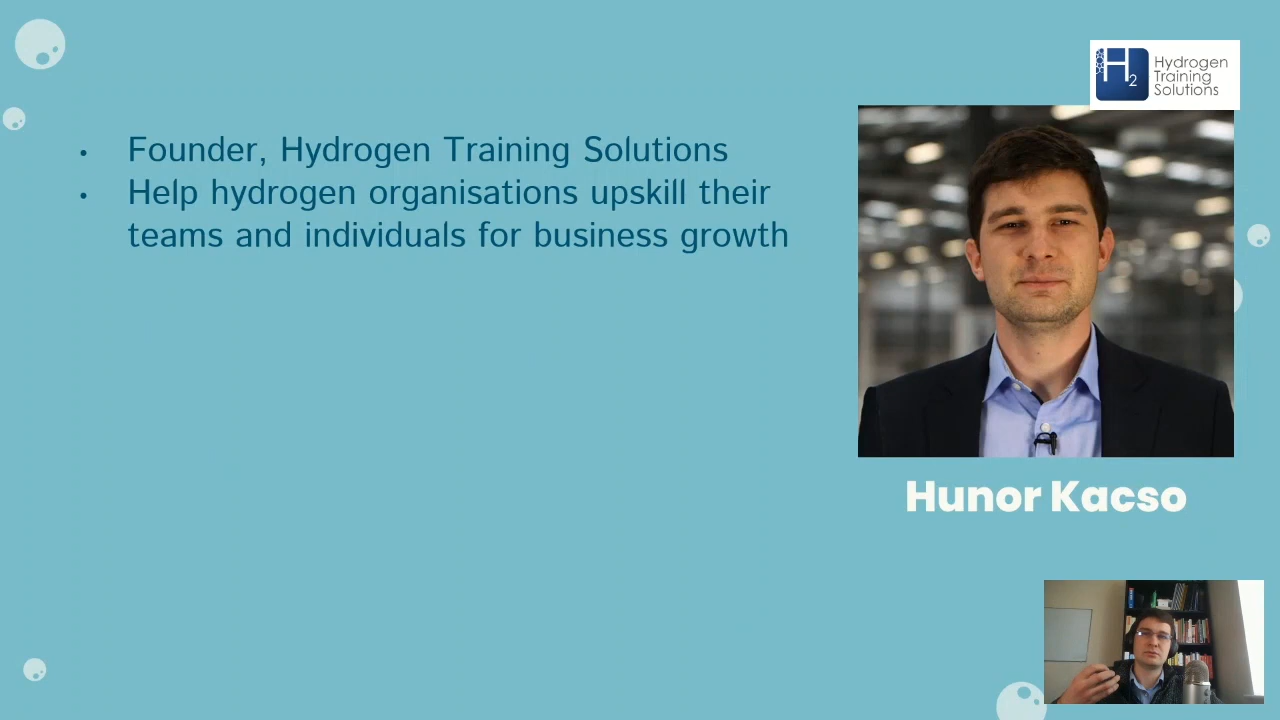 H2
Hydrogen
Training
Solutions
• Founder, Hydrogen Training Solutions
• Help hydrogen organisations upskill their
teams and individuals for business growth
Hunor Kacso